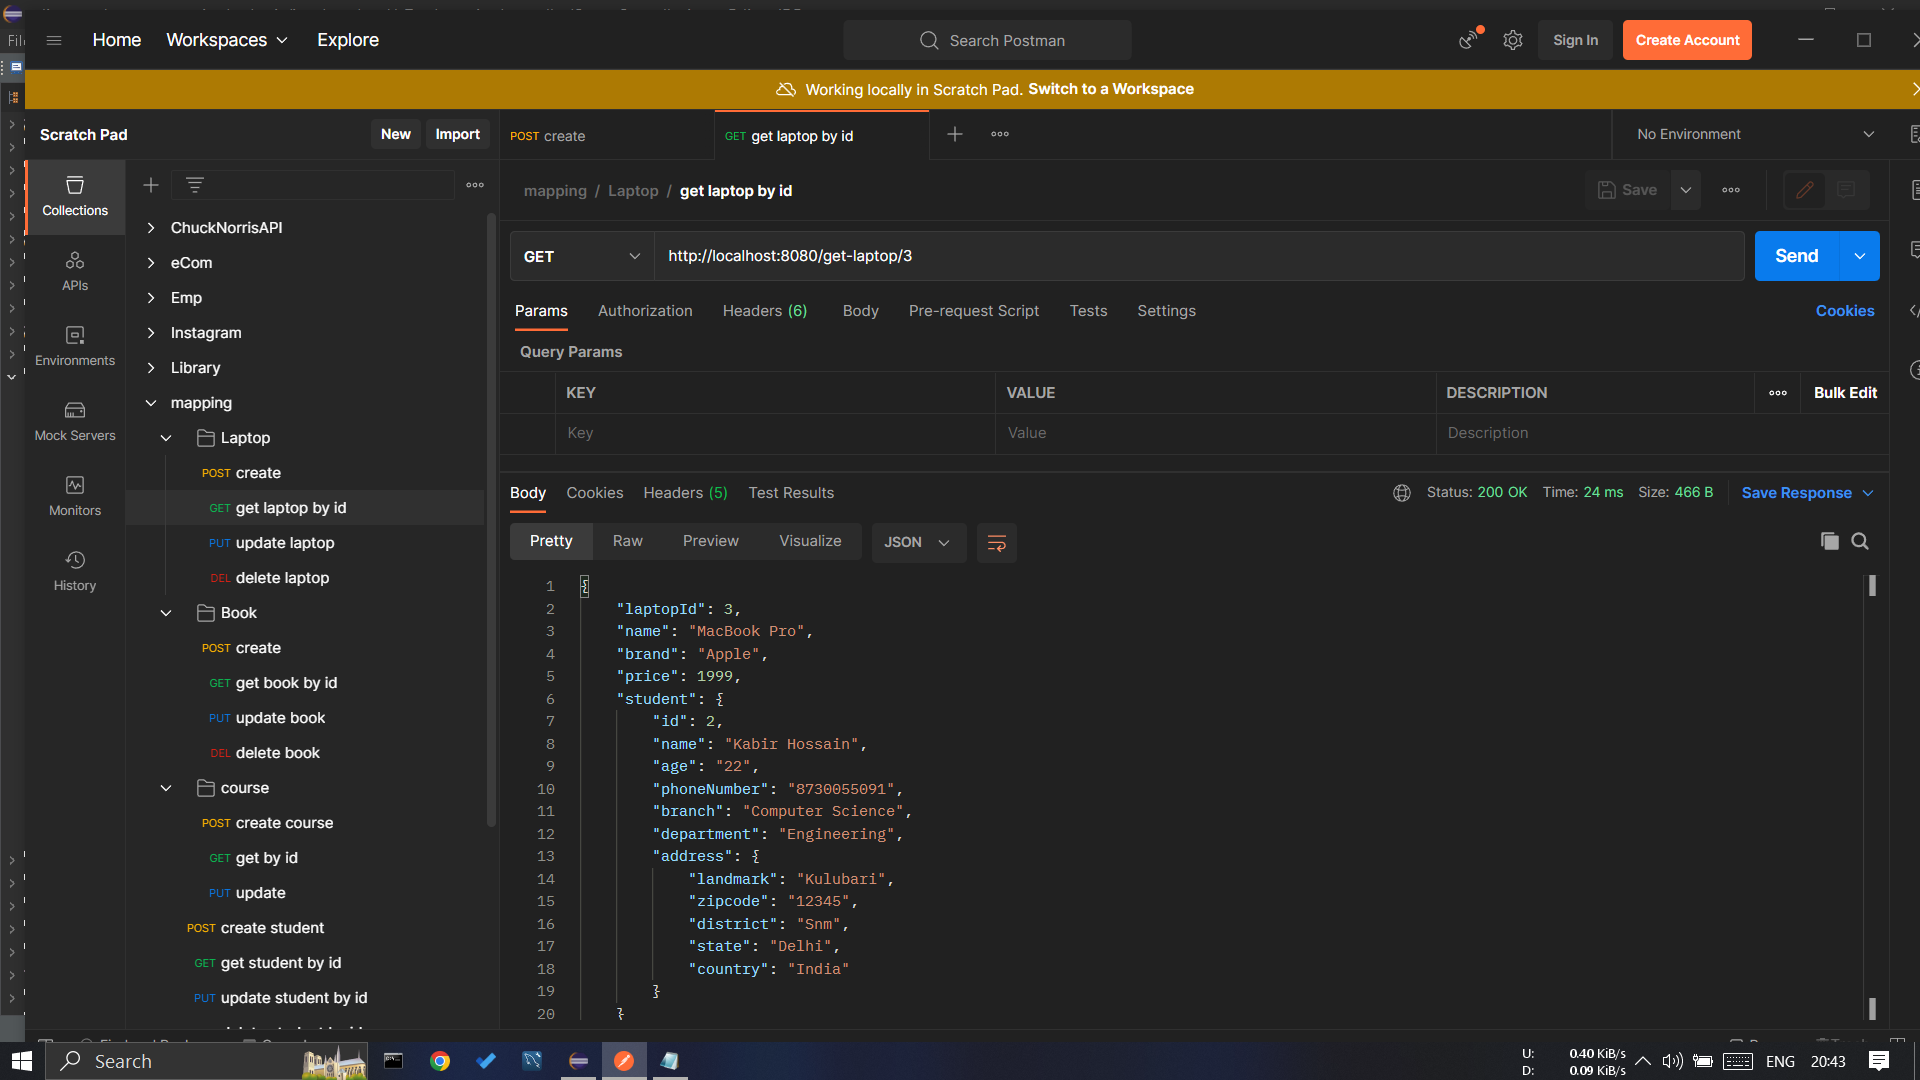 File
Home
Workspaces
Explore
Search Postman
Sign In
Create Account
Working locally in Scratch Pad. Switch to a Workspace
Scratch Pad
New
Import
POST create
GET get laptop by id
No Environment
Collections
APIs
Environments
Mock Servers
Monitors
History
ChuckNorrisAPI
eCom
Emp
Instagram
Library
mapping
Laptop
POST create
GET get laptop by id
PUT update laptop
DEL delete laptop
Book
POST create
GET get book by id
PUT update book
DEL delete book
course
POST create course
GET get by id
PUT update
POST create student
GET get student by id
PUT update student by id
mapping / Laptop / get laptop by id
Save
GET
http://localhost:8080/get-laptop/3
Send
Params
Authorization
Headers (6)
Body
Pre-request Script
Tests
Settings
Cookies
Query Params
KEY
VALUE
DESCRIPTION
Bulk Edit
Key
Value
Description
Body
Cookies
Headers (5)
Test Results
Status: 200 OK
Time: 24 ms
Size: 466 B
Save Response
Pretty
Raw
Preview
Visualize
JSON
1 {
2 "laptopId": 3,
3 "name": "MacBook Pro",
4 "brand": "Apple",
5 "price": 1999,
6 "student": {
7 "id": 2,
8 "name": "Kabir Hossain",
9 "age": "22",
10 "phoneNumber": "8730055091",
11 "branch": "Computer Science",
12 "department": "Engineering",
13 "address": {
14 "landmark": "Kulubari",
15 "zipcode": "12345",
16 "district": "Snm",
17 "state": "Delhi",
18 "country": "India"
19 }
20 }
Search
U: 0.40 KiB/s
D: 0.09 KiB/s
ENG
20:43